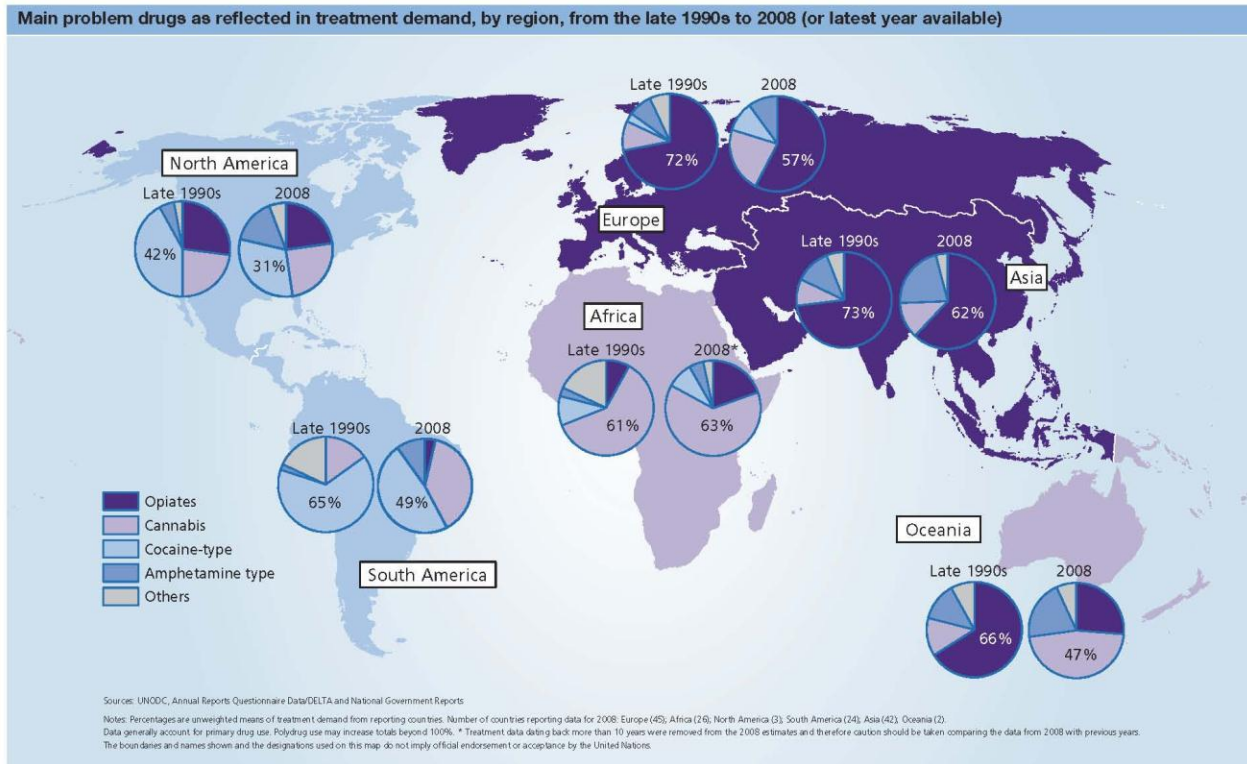 Main problem drugs as reflected in treatment demand, by region, from the late 1990s to 2008 (or latest year available)
Late 1990s
2008
72%
57%
North America
Late 1990s
2008
42%
31%
Europe
Late 1990s
2008
Asia
73%
62%
Africa
Late 1990s
2008*
61%
63%
Late 1990s
2008
65%
49%
South America
Opiates
Cannabis
Cocaine-type
Amphetamine type
Others
Oceania
Late 1990s
2008
66%
47%
Sources: UNODC, Annual Reports Questionnaire Data/DELTA and National Government Reports
Notes: Percentages are unweighted means of treatment demand from reporting countries. Number of countries reporting data for 2008: Europe (45); Africa (26); North America (3); South America (24); Asia (42); Oceania (2).
Data generally account for primary drug use. Polydrug use may increase totals beyond 100%. * Treatment data dating back more than 10 years were removed from the 2008 estimates and therefore caution should be taken comparing the data from 2008 with previous years.
The boundaries and names shown and the designations used on this map do not imply official endorsement or acceptance by the United Nations.